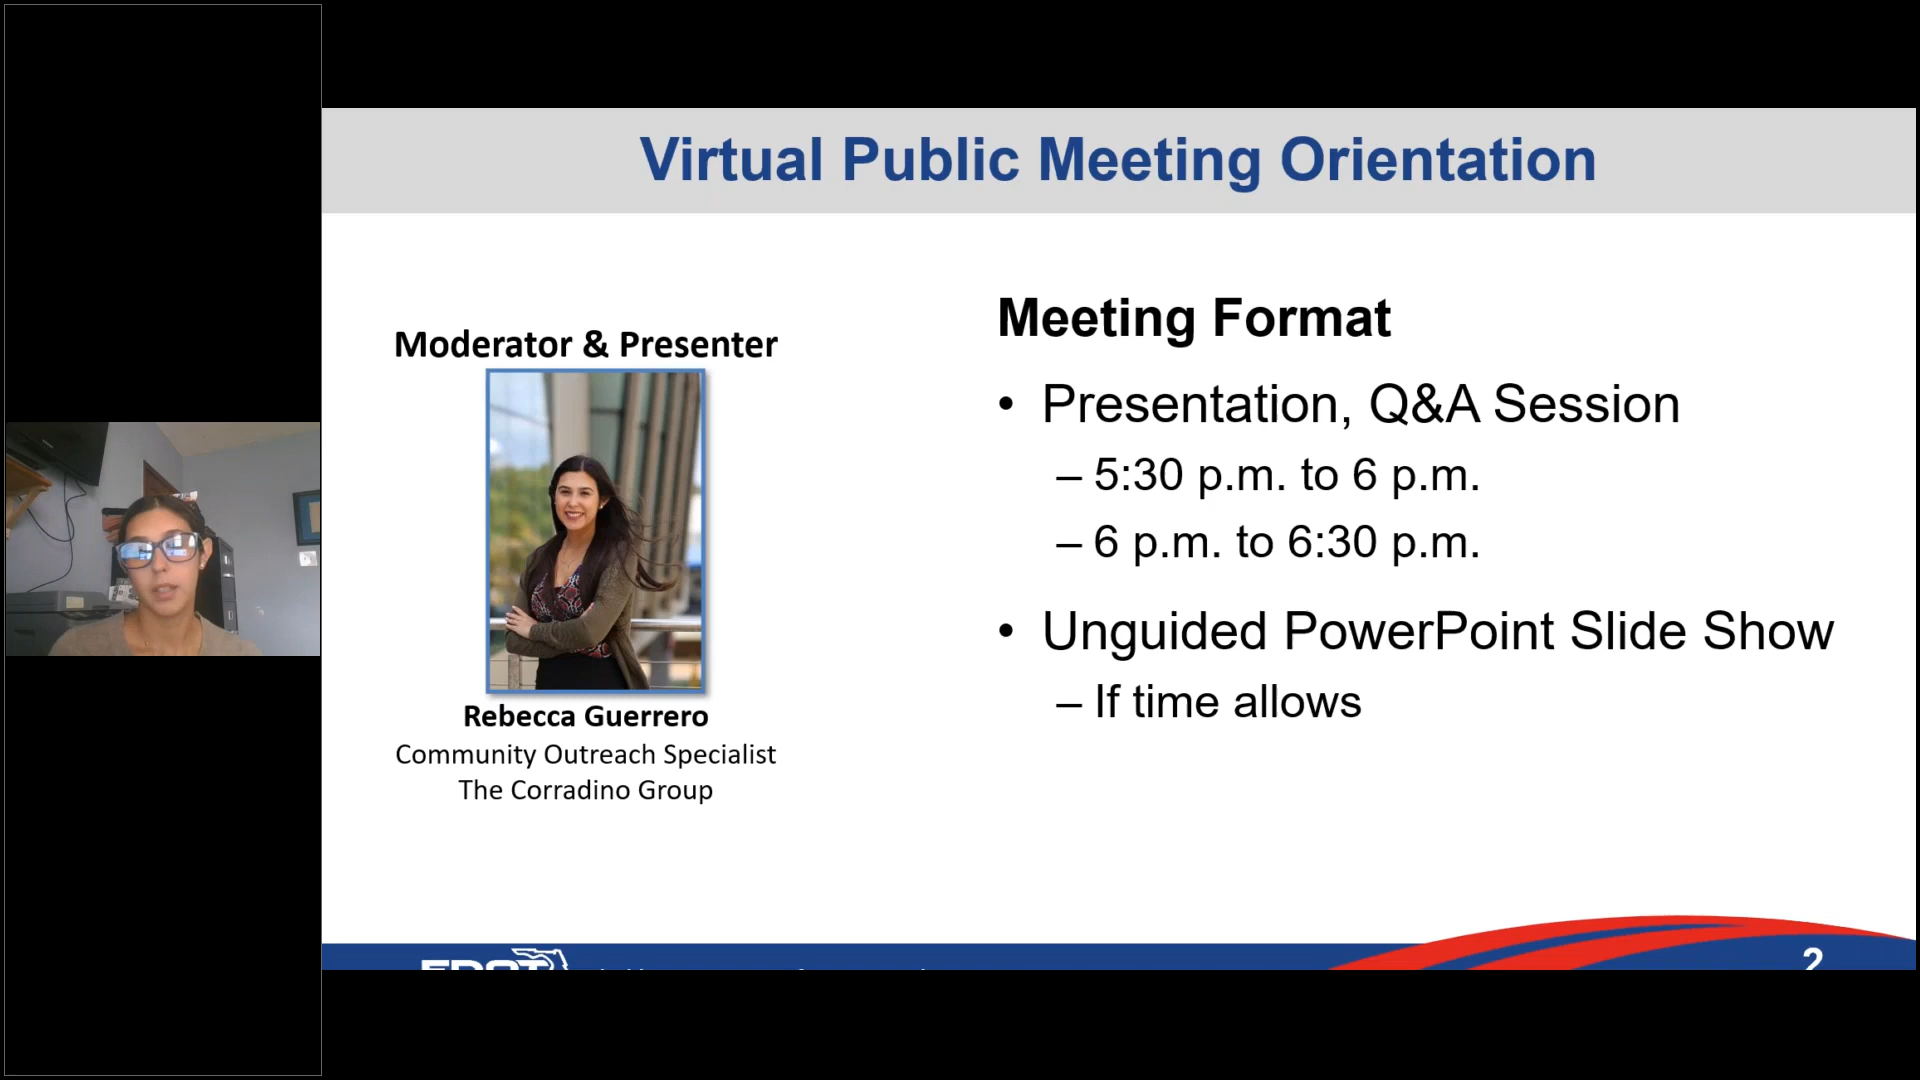 Virtual Public Meeting Orientation
Moderator & Presenter
Rebecca Guerrero
Community Outreach Specialist
The Corradino Group
Meeting Format
• Presentation, Q&A Session
– 5:30 p.m. to 6 p.m.
– 6 p.m. to 6:30 p.m.
• Unguided PowerPoint Slide Show
– If time allows
FDOT
2